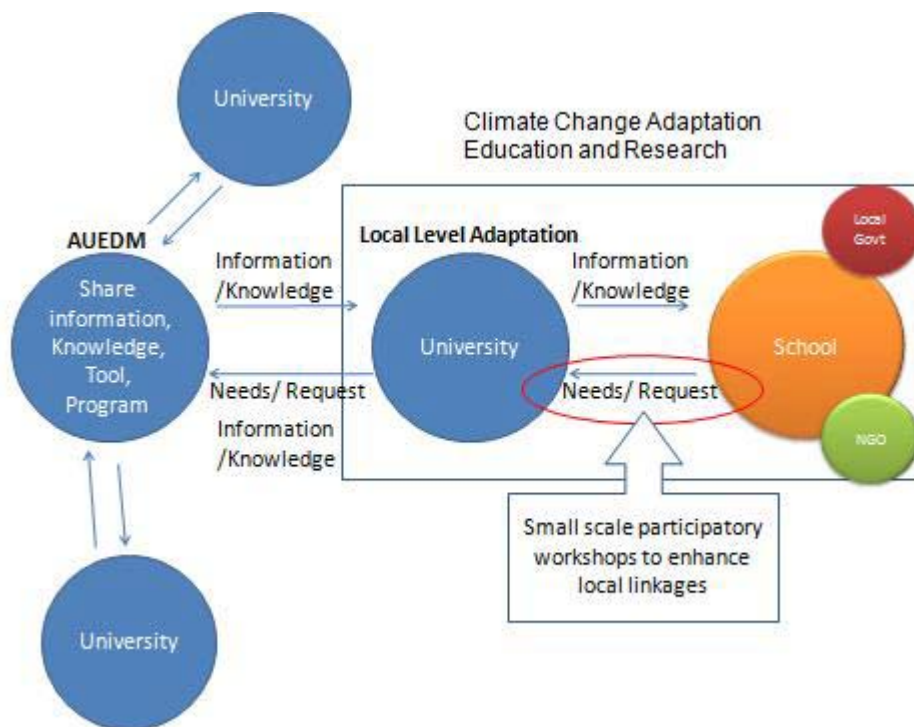 University
Climate Change Adaptation
Education and Research
AUEDM
Share
information,
Knowledge,
Tool,
Program
Information
/Knowledge
Needs/ Request
Information
/Knowledge
Local Level Adaptation
University
Information
/Knowledge
Needs/ Request
School
Local
Govt
NGO
Small scale participatory
workshops to enhance
local linkages
University